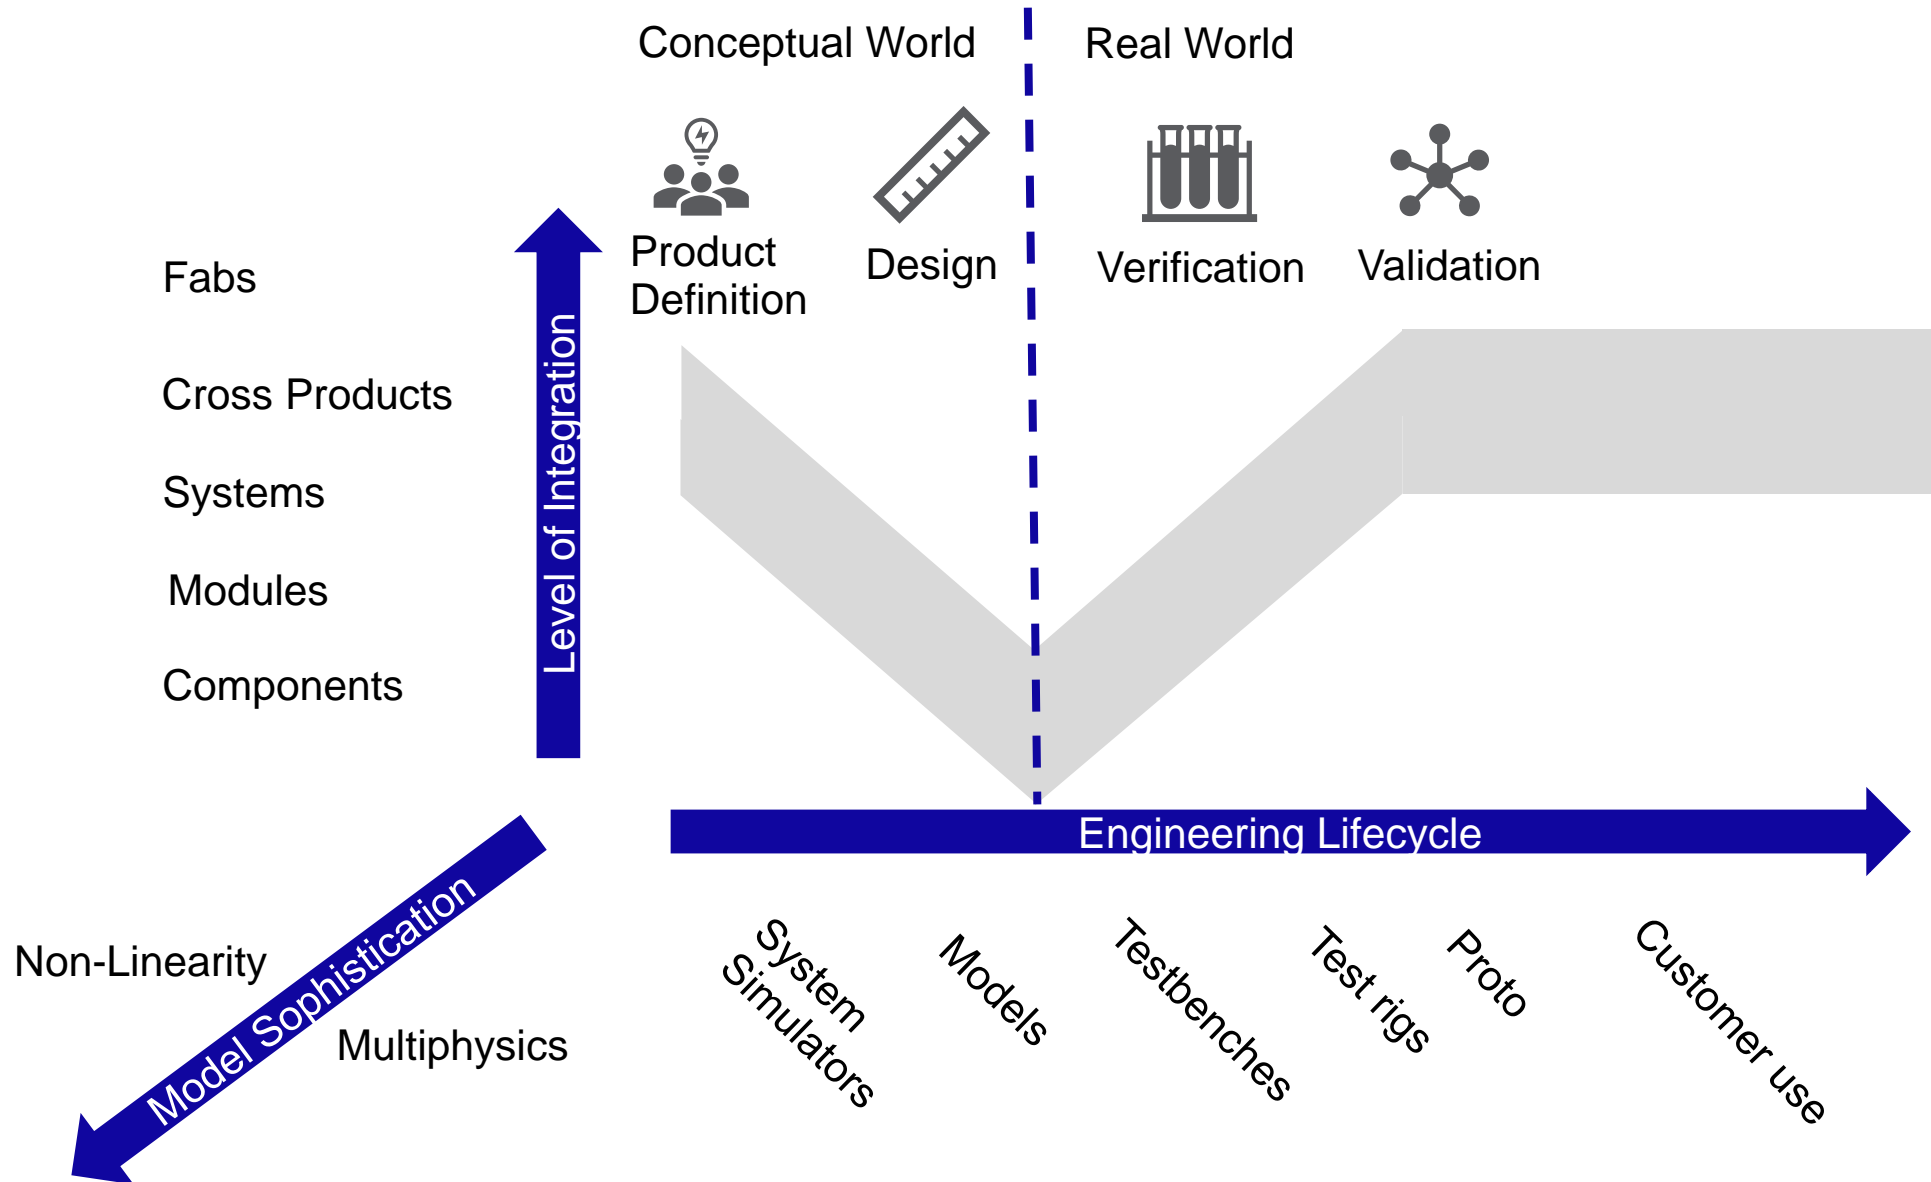 Conceptual World
Real World
Product
Definition
Design
Verification
Validation
Fabs
Cross Products
Systems
Modules
Components
Level of Integration
Engineering Lifecycle
Model Sophistication
Non-Linearity
Multiphysics
System
Simulators
Models
Testbenches
Test rigs
Proto
Customer use